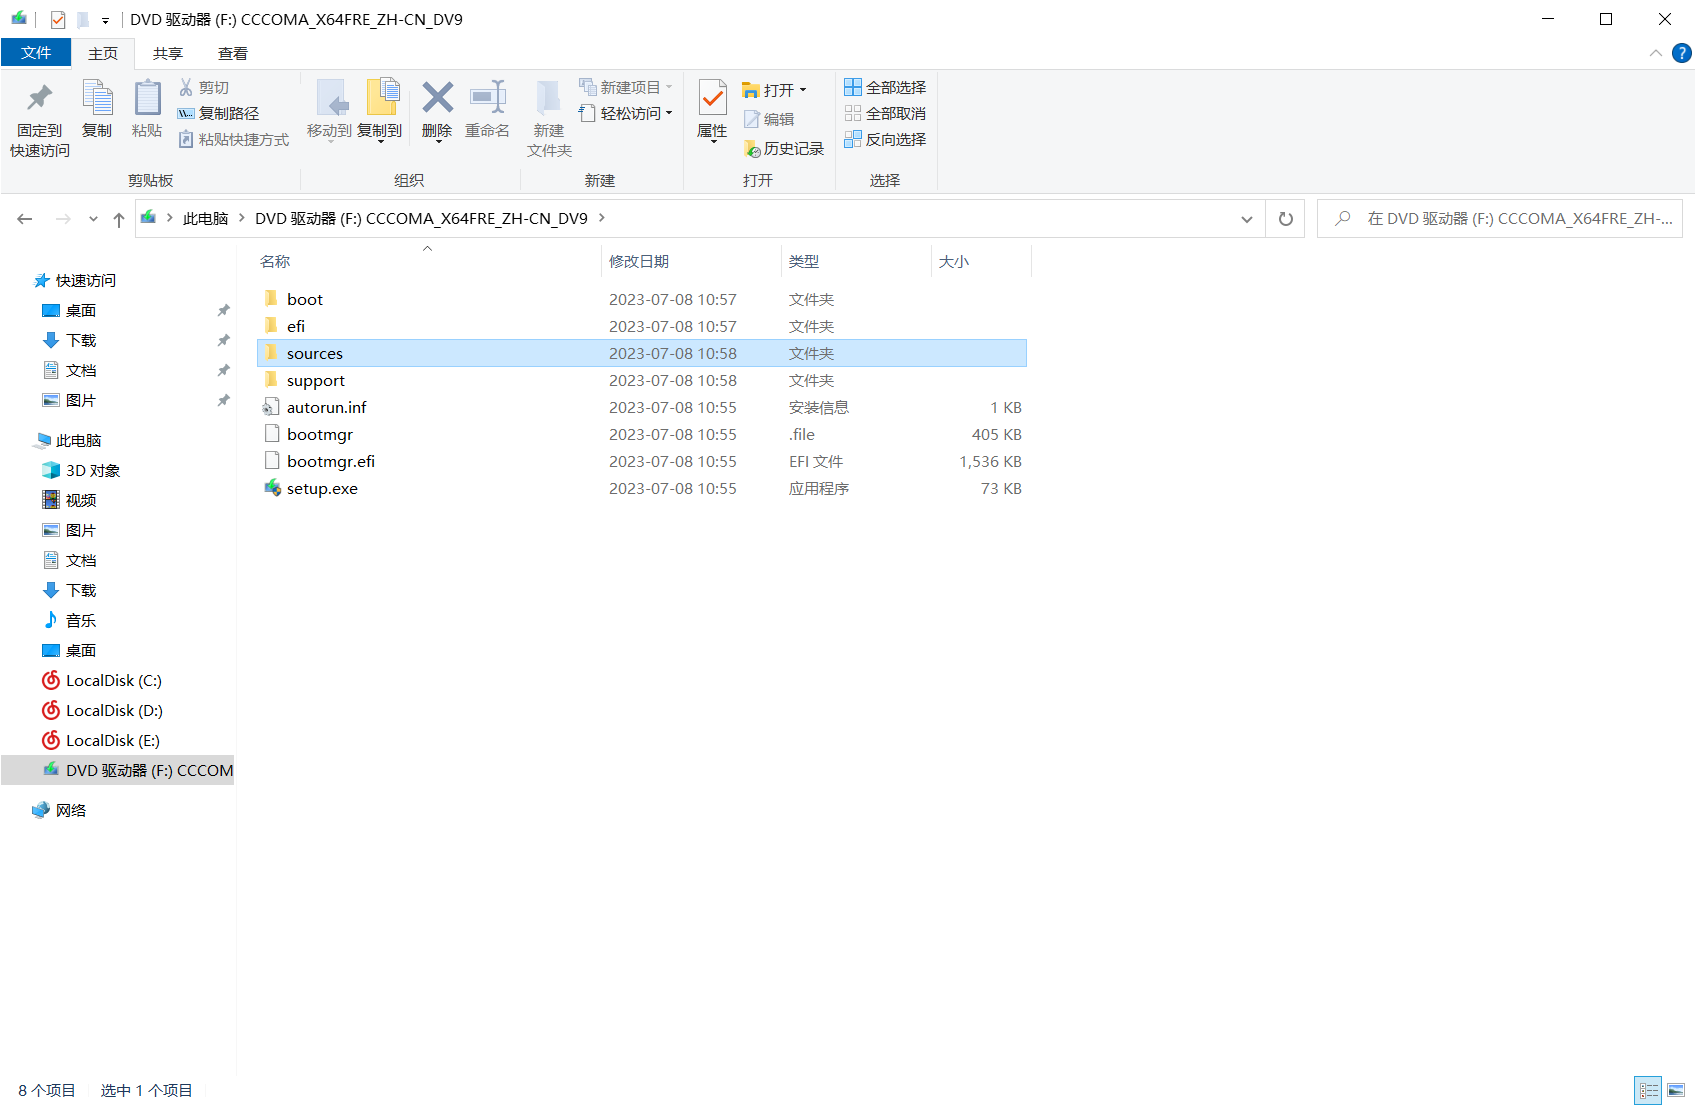 DVD 驱动器 (F:) CCCOMA_X64FRE_ZH-CN_DV9
文件 主页 共享 查看
固定到
快速访问
复制
粘贴
剪切
复制路径
粘贴快捷方式
剪贴板
移动到
复制到
删除
重命名
组织
新建
文件夹
新建项目
轻松访问
新建
属性
打开
编辑
历史记录
打开
全部选择
全部取消
反向选择
选择
此电脑 DVD 驱动器 (F:) CCCOMA_X64FRE_ZH-CN_DV9
在 DVD 驱动器 (F:) CCCOMA_X64FRE_ZH-...
快速访问
桌面
下载
文档
图片
此电脑
3D 对象
视频
图片
文档
下载
音乐
桌面
LocalDisk (C:)
LocalDisk (D:)
LocalDisk (E:)
DVD 驱动器 (F:) CCCOM
网络
名称 修改日期 类型 大小
boot 2023-07-08 10:57 文件夹
efi 2023-07-08 10:57 文件夹
sources 2023-07-08 10:58 文件夹
support 2023-07-08 10:58 文件夹
autorun.inf 2023-07-08 10:55 安装信息 1 KB
bootmgr 2023-07-08 10:55 .file 405 KB
bootmgr.efi 2023-07-08 10:55 EFI 文件 1,536 KB
setup.exe 2023-07-08 10:55 应用程序 73 KB
8 个项目 选中 1 个项目